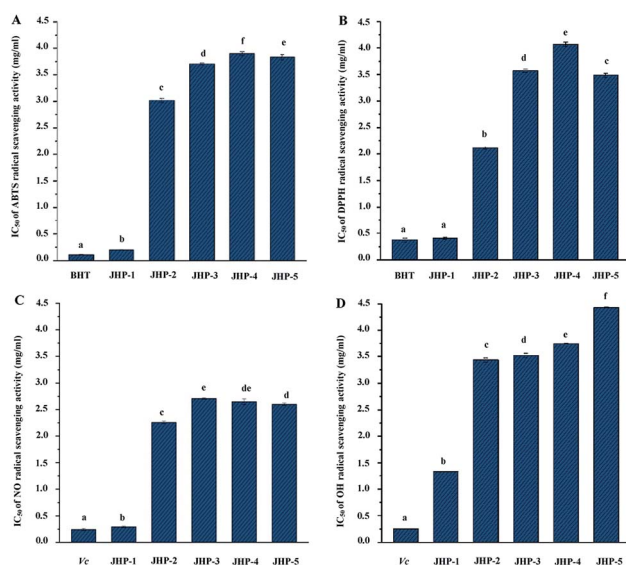 A
IC50 of ABTS radical scavenging activity (mg/ml)
4.5
4.0
3.5
3.0
2.5
2.0
1.5
1.0
0.5
0.0
a b c d f e
BHT JHP-1 JHP-2 JHP-3 JHP-4 JHP-5
B
IC50 of DPPH radical scavenging activity (mg/ml)
4.5
4.0
3.5
3.0
2.5
2.0
1.5
1.0
0.5
0.0
a a b d e c
BHT JHP-1 JHP-2 JHP-3 JHP-4 JHP-5
C
IC50 of NO radical scavenging activity (mg/ml)
4.5
4.0
3.5
3.0
2.5
2.0
1.5
1.0
0.5
0.0
a b c e de d
Vc JHP-1 JHP-2 JHP-3 JHP-4 JHP-5
D
IC50 of OH radical scavenging activity (mg/ml)
4.5
4.0
3.5
3.0
2.5
2.0
1.5
1.0
0.5
0.0
a b c d e f
Vc JHP-1 JHP-2 JHP-3 JHP-4 JHP-5